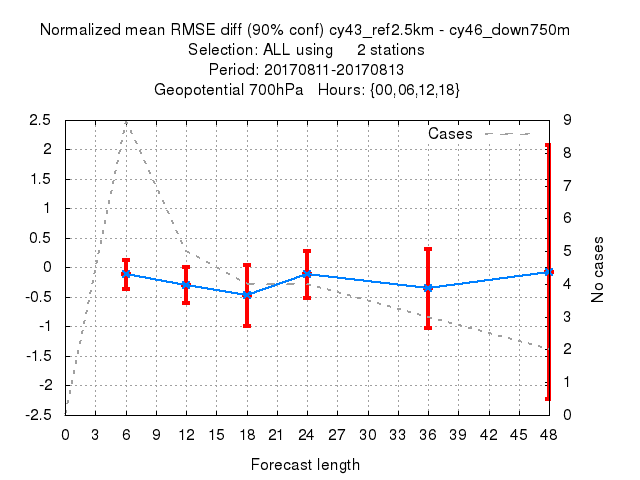 Normalized mean RMSE diff (90% conf) cy43_ref2.5km - cy46_down750m
Selection: ALL using 2 stations
Period: 20170811-20170813
Geopotential 700hPa Hours: {00,06,12,18}
Cases
2.5
2
1.5
1
0.5
0
-0.5
-1
-1.5
-2
-2.5
9
8
7
6
5
4
3
2
1
0
No cases
0 3 6 9 12 15 18 21 24 27 30 33 36 39 42 45 48
Forecast length